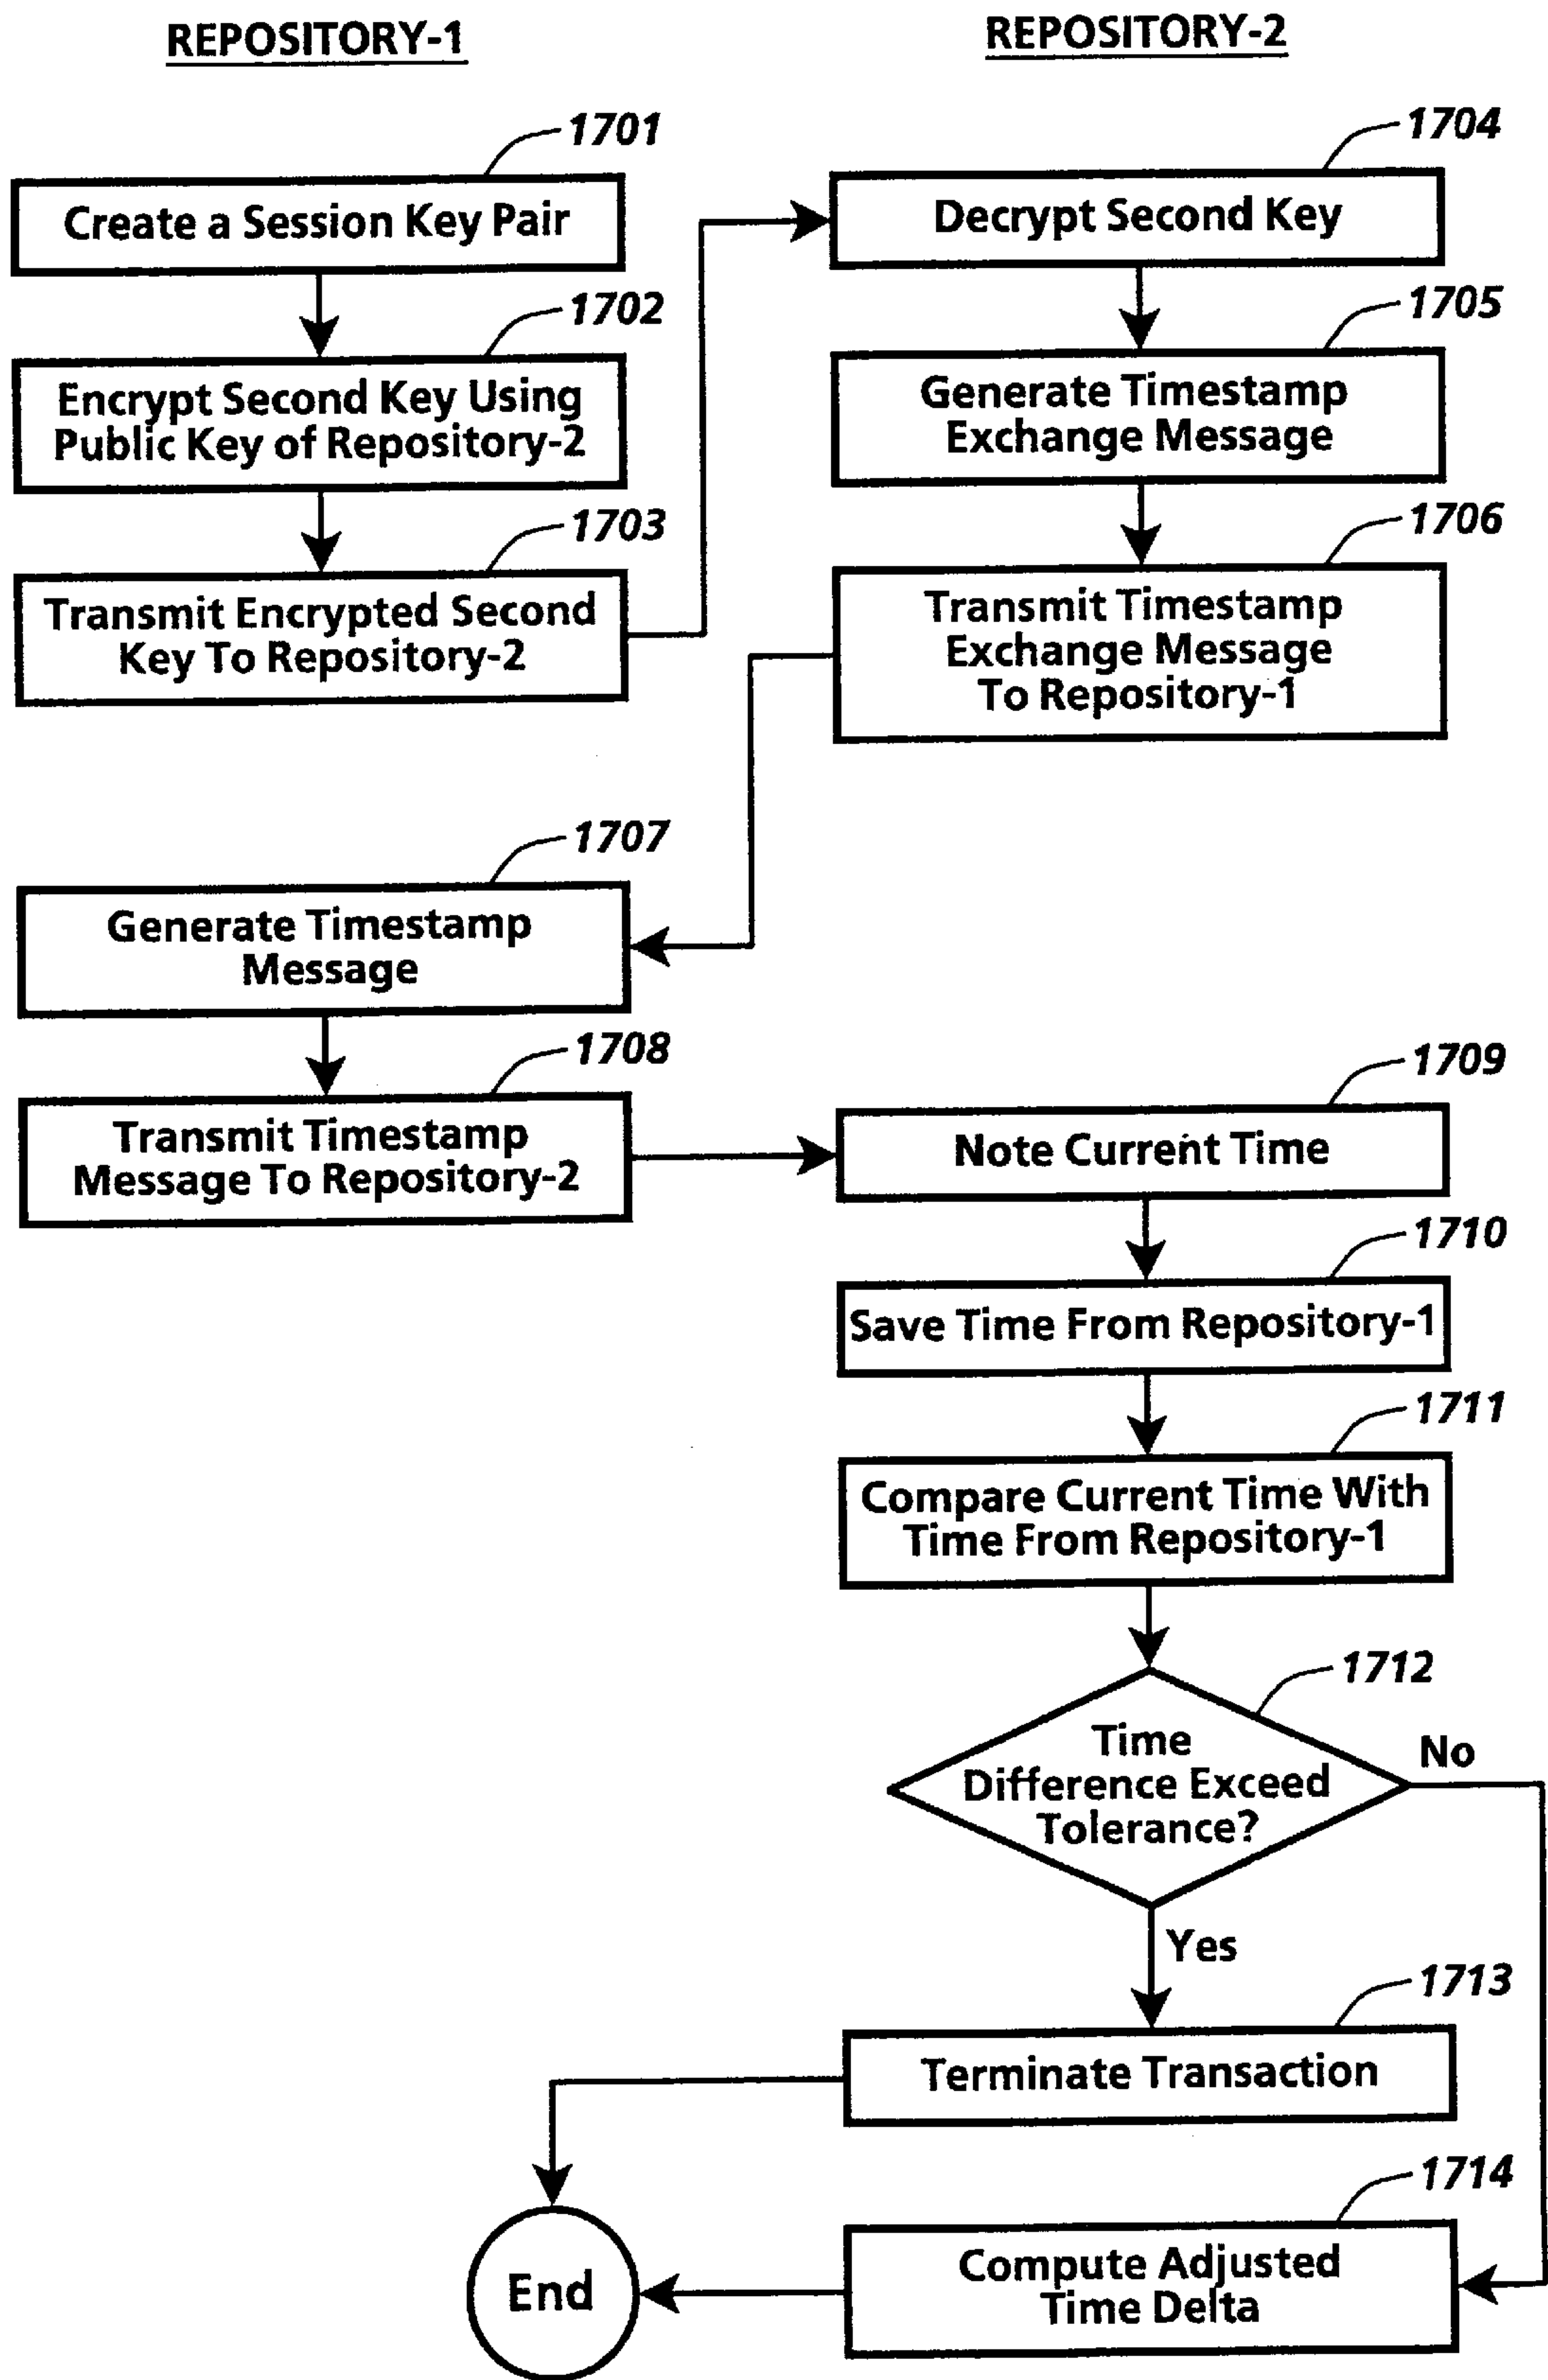 REPOSITORY-1
REPOSITORY-2
1701
Create a Session Key Pair
1702
Encrypt Second Key Using
Public Key of Repository-2
1703
Transmit Encrypted Second
Key To Repository-2
1704
Decrypt Second Key
1705
Generate Timestamp
Exchange Message
1706
Transmit Timestamp
Exchange Message
To Repository-1
1707
Generate Timestamp
Message
1708
Transmit Timestamp
Message To Repository-2
1709
Note Current Time
1710
Save Time From Repository-1
1711
Compare Current Time With
Time From Repository-1
1712
Time
Difference Exceed
Tolerance?
No
Yes
1713
Terminate Transaction
1714
Compute Adjusted
Time Delta
End